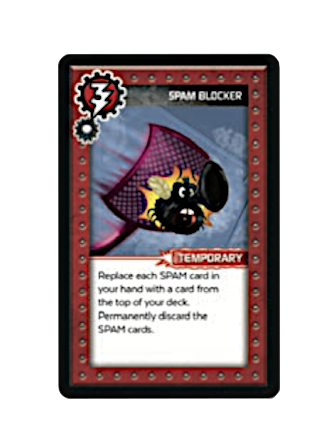 3
SPAM BLOCKER
TEMPORARY
Replace each SPAM card in
your hand with a card from
the top of your deck.
Permanently discard the
SPAM cards.